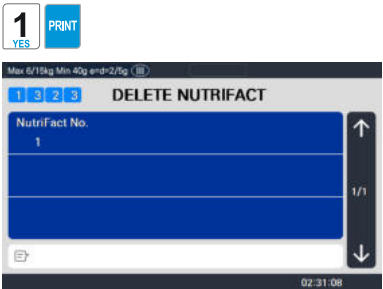 1
YES
PRINT
Max 6/15kg Min 40g e=d=2/5g (III)
1 3 2 3 DELETE NUTRIFACT
NutriFact No.
1
1/1
02:31:08